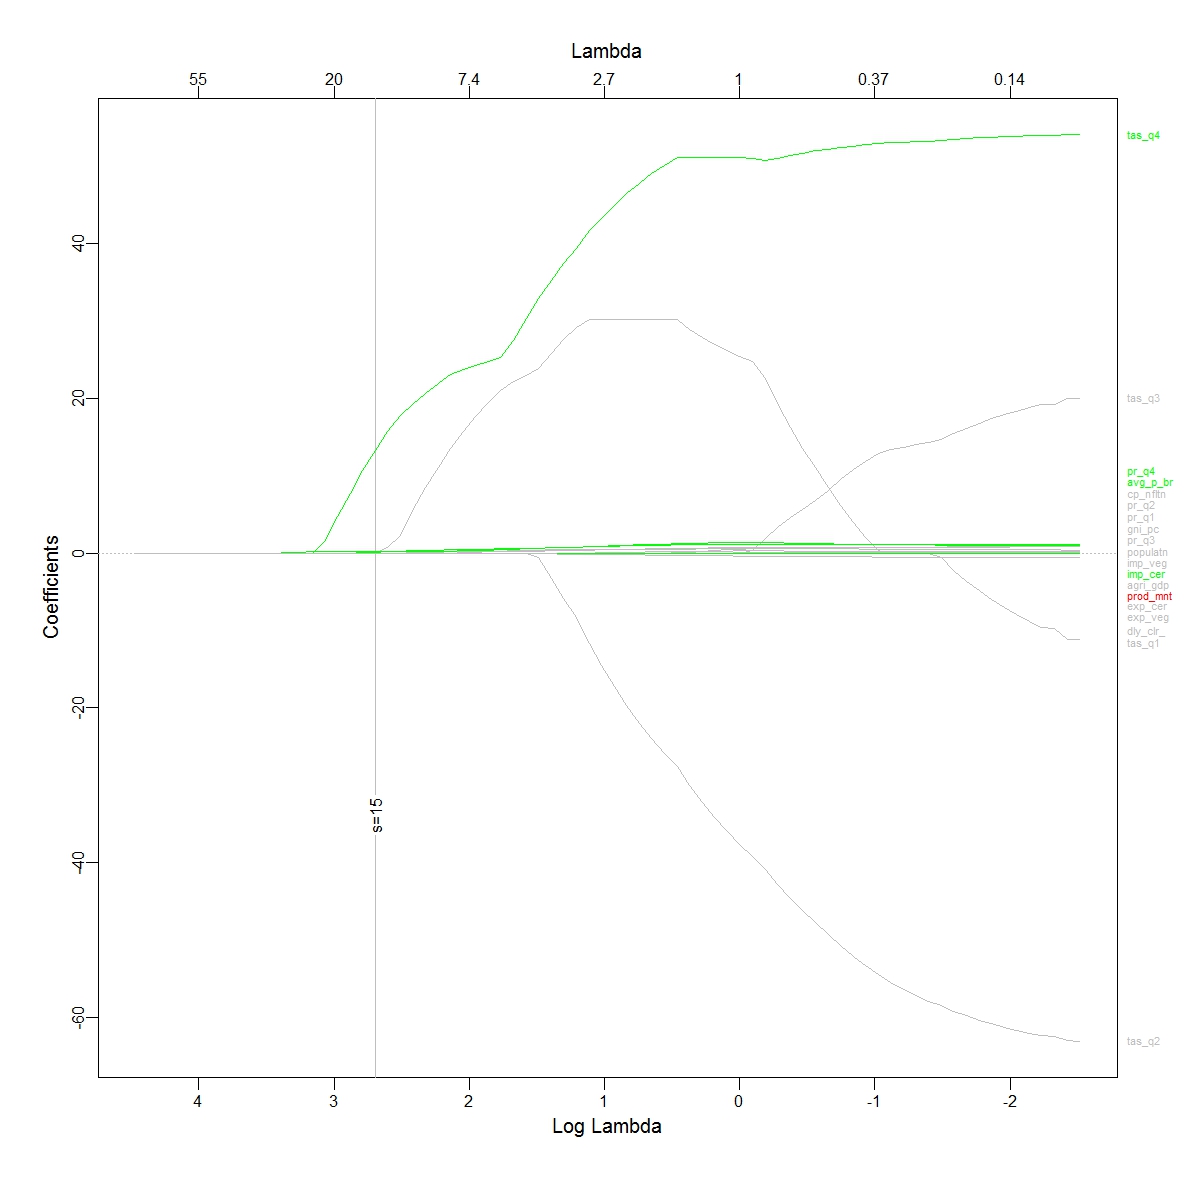 Lambda
55 20 7.4 2.7 1 0.37 0.14
tas_q4
40
20
tas_q3
pr_q4
avg_p_br
cp_nfltn
pr_q2
pr_q1
gni_pc
pr_q3
0
populatn
imp_veg
imp_cer
agri_gdp
prod_mnt
exp_cer
exp_veg
dly_clr_
tas_q1
Coefficients
-20
s=15
-40
-60
tas_q2
4 3 2 1 0 -1 -2
Log Lambda